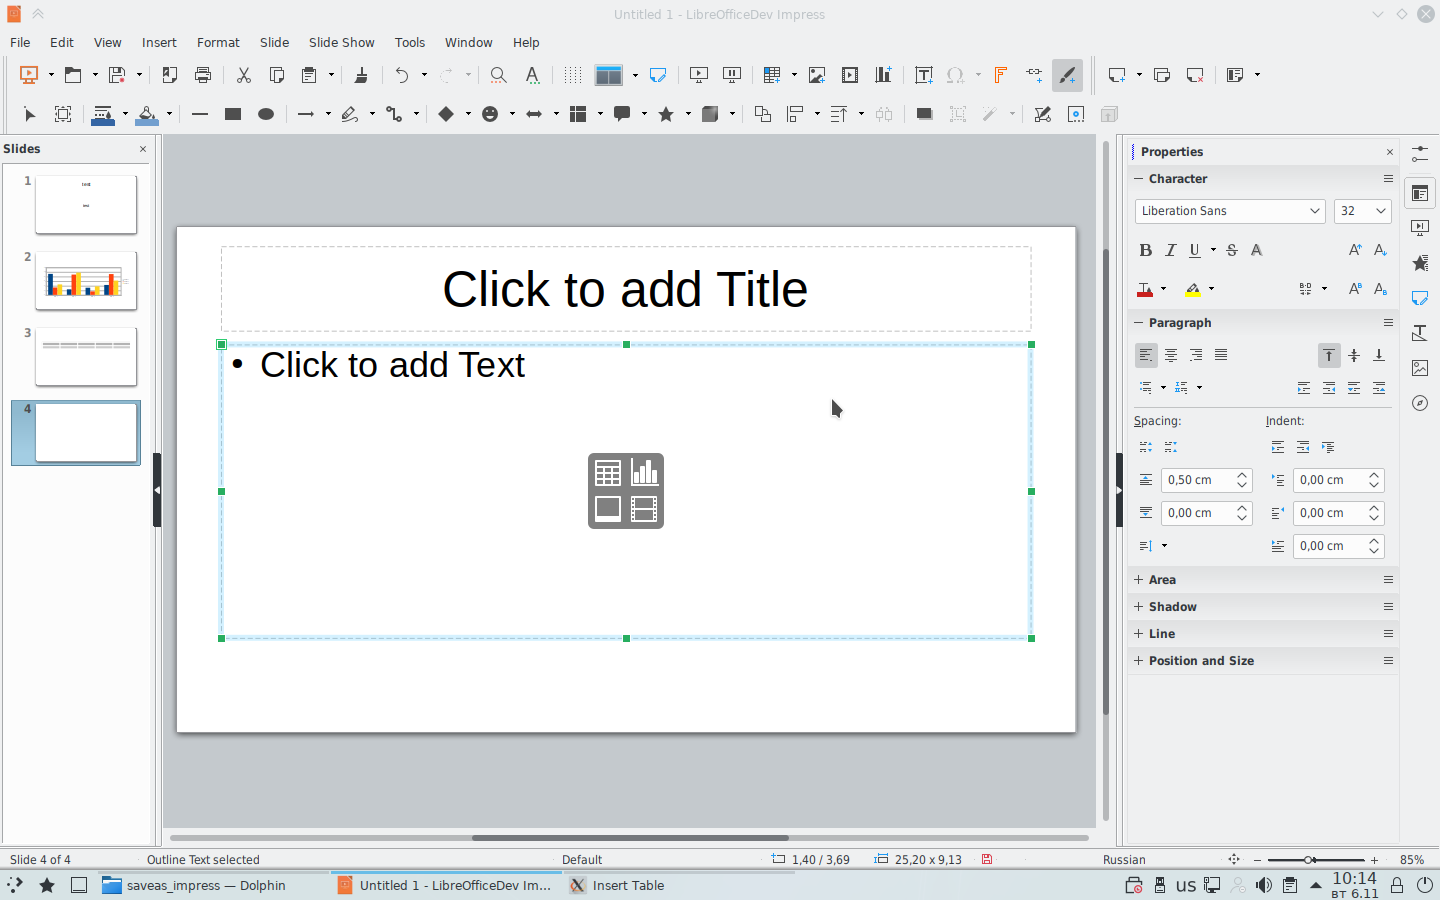 Untitled 1 - LibreOfficeDev Impress
File Edit View Insert Format Slide Slide Show Tools Window Help
Slides
1
text
text
2
3
4
Click to add Title
• Click to add Text
Properties
Character
Liberation Sans 32
Paragraph
Spacing: Indent:
0,50 cm 0,00 cm
0,00 cm 0,00 cm
0,00 cm
Area
Shadow
Line
Position and Size
Slide 4 of 4 Outline Text selected Default 1,40 / 3,69 25,20 x 9,13 Russian 85%
saveas_impress — Dolphin Untitled 1 - LibreOfficeDev Im... Insert Table us 10:14
вт 6.11